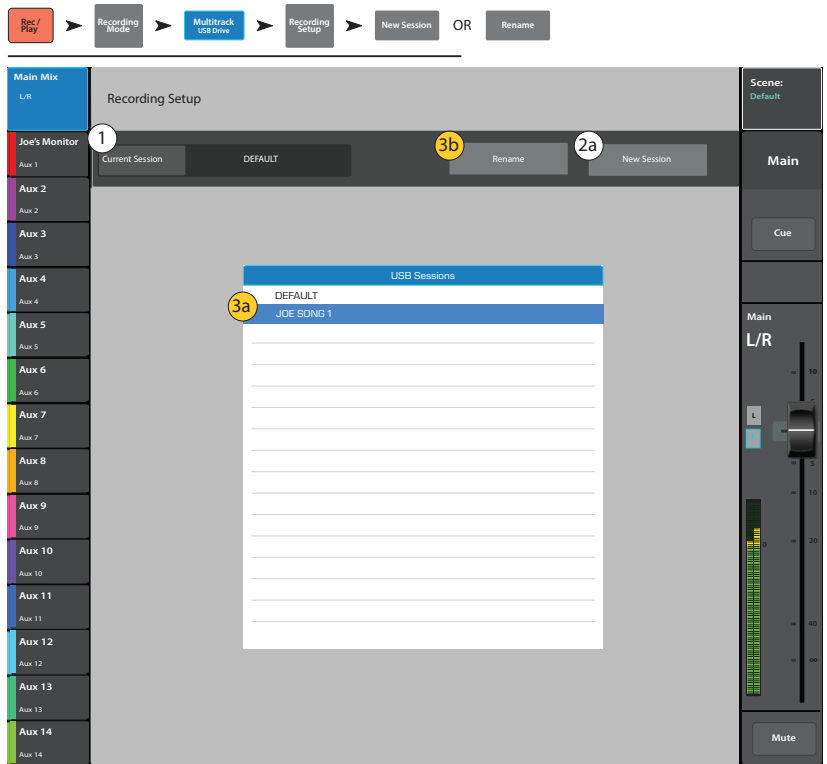 Rec/
Play
Recording
Mode
Multitrack
USB Drive
Recording
Setup
New Session
OR
Rename
Main Mix
L/R
Recording Setup
Scene:
Default
Joe's Monitor
Aux 1
1
Current Session
DEFAULT
3b
Rename
2a
New Session
Main
Aux 2
Aux 2
Aux 3
Aux 3
Cue
Aux 4
Aux 4
USB Sessions
DEFAULT
3a
JOE SONG 1
Main
L/R
Aux 5
Aux 5
Aux 6
Aux 6
10
Aux 7
Aux 7
L
Aux 8
Aux 8
5
Aux 9
Aux 9
10
Aux 10
Aux 10
0
20
Aux 11
Aux 11
40
Aux 12
Aux 12
∞
Aux 13
Aux 13
Aux 14
Aux 14
Mute